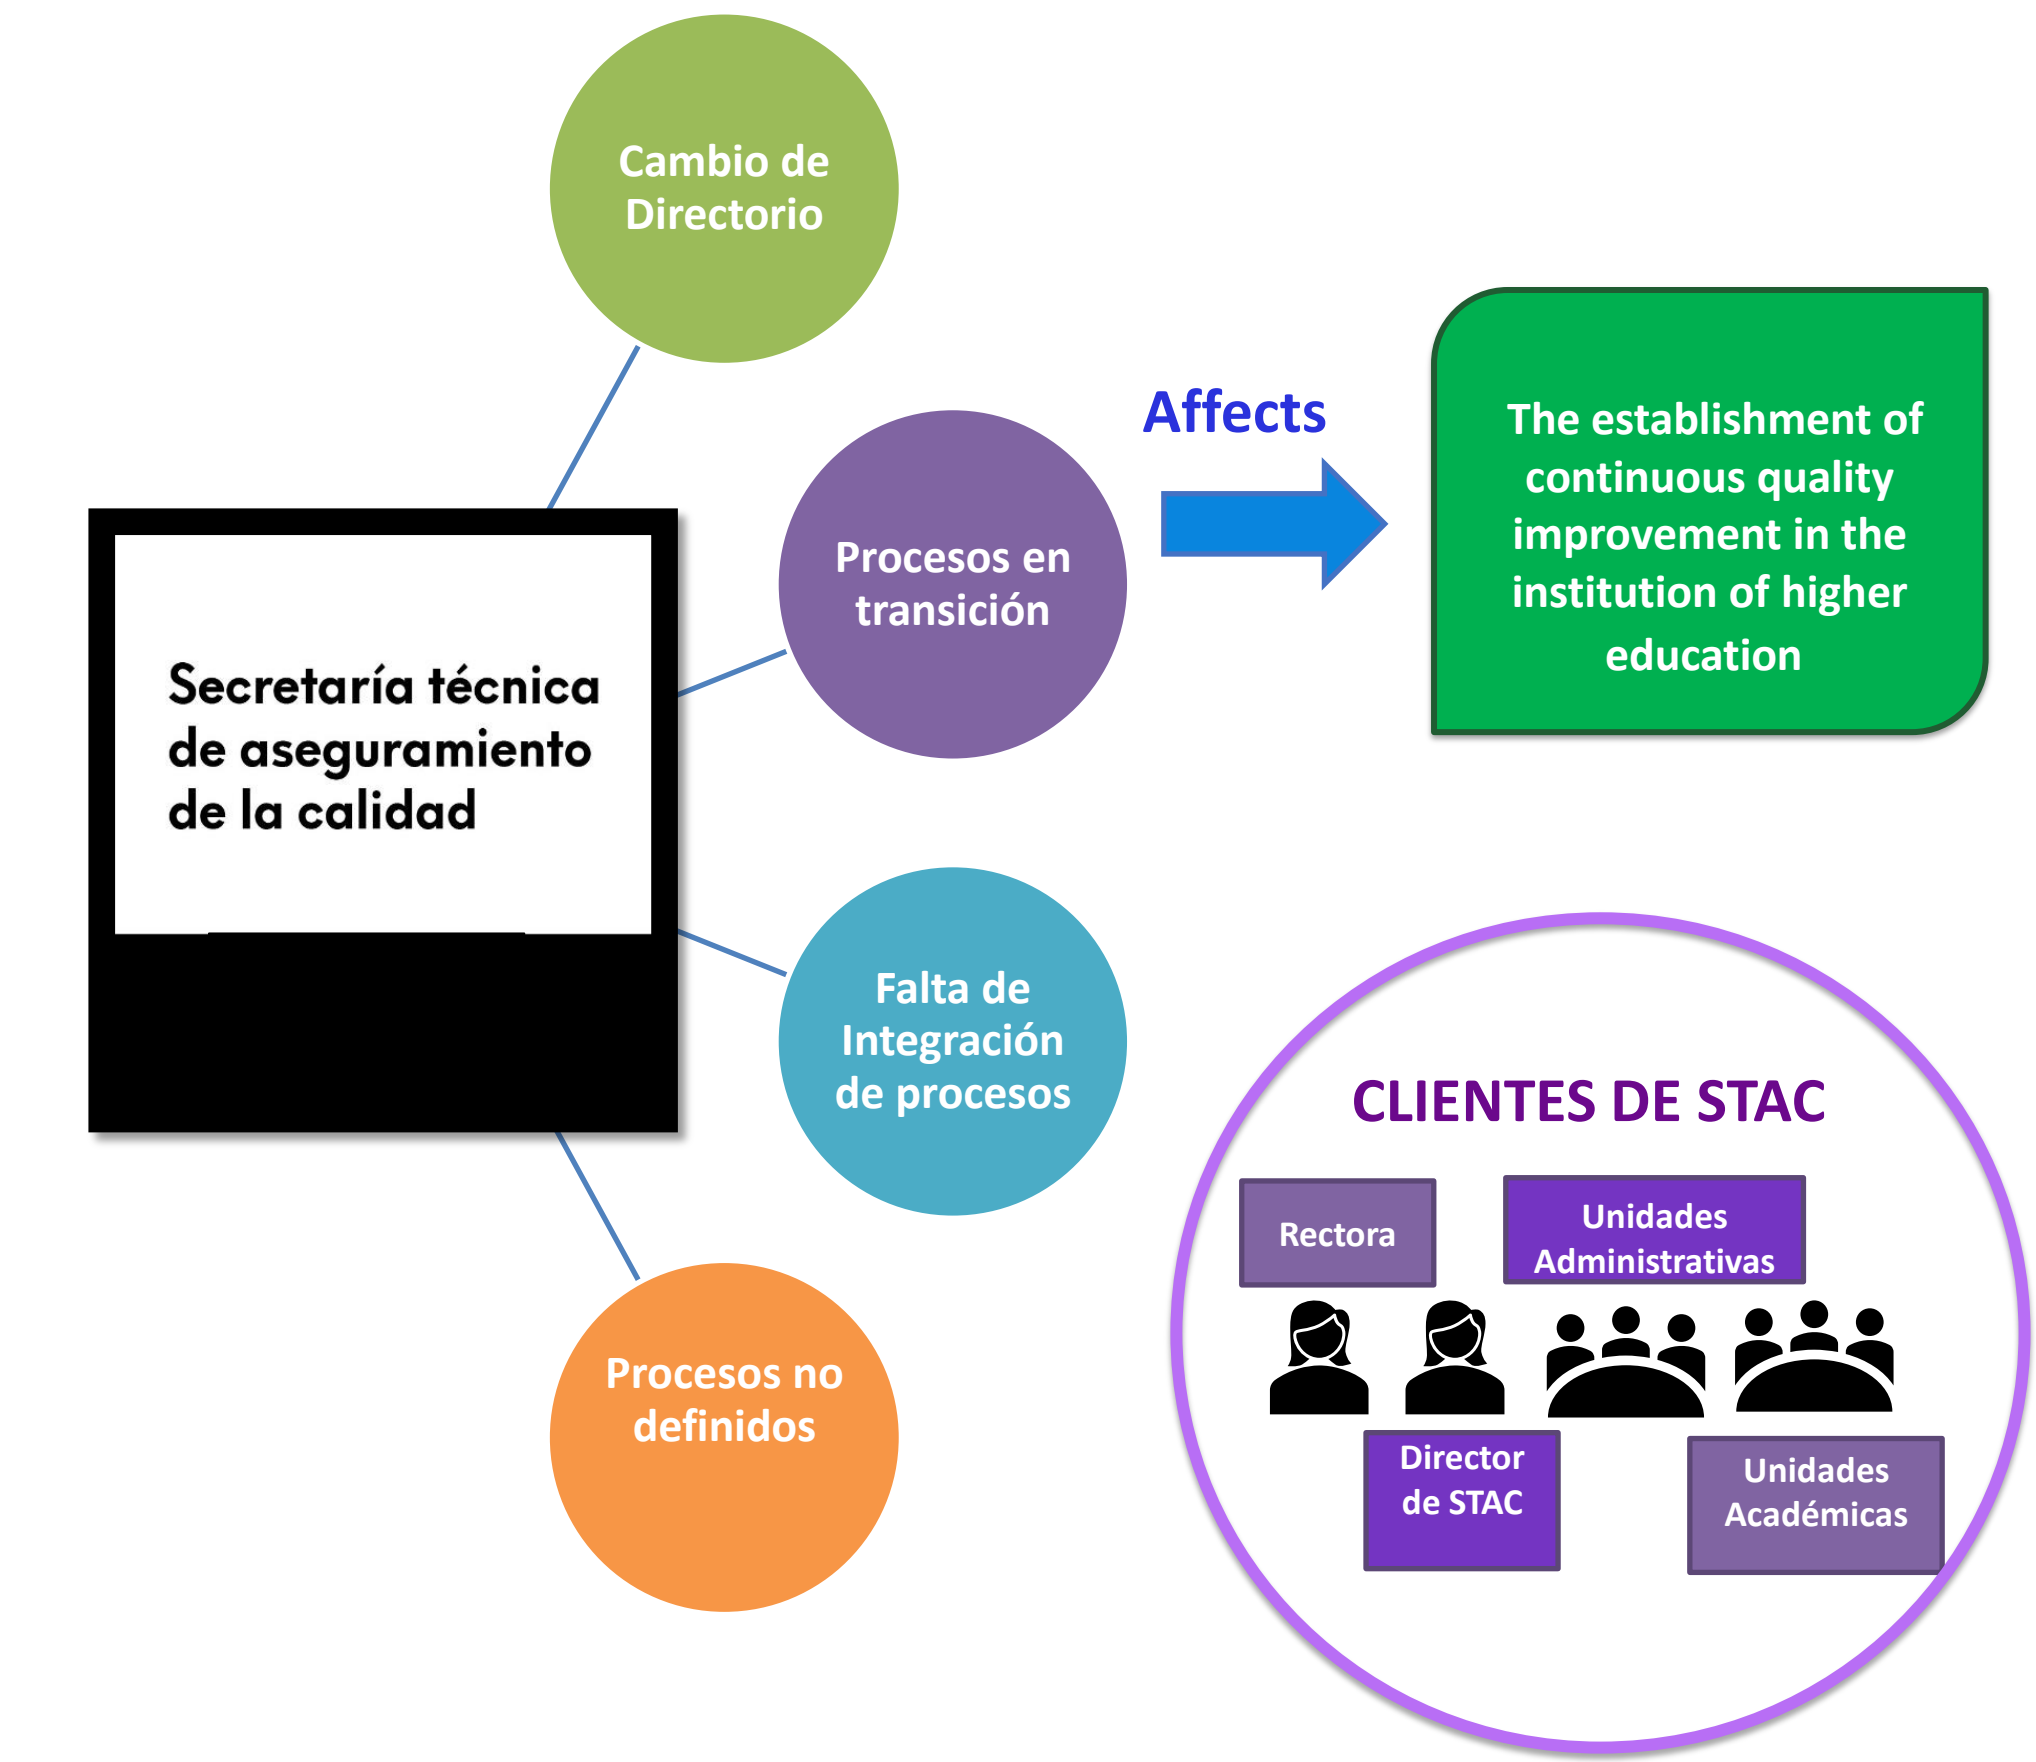 Cambio de
Directorio
Procesos en
transición
Affects
The establishment of
continuous quality
improvement in the
institution of higher
education
Secretaría técnica
de aseguramiento
de la calidad
Falta de
Integración
de procesos
Procesos no
definidos
CLIENTES DE STAC
Rectora
Unidades
Administrativas
Director
de STAC
Unidades
Académicas